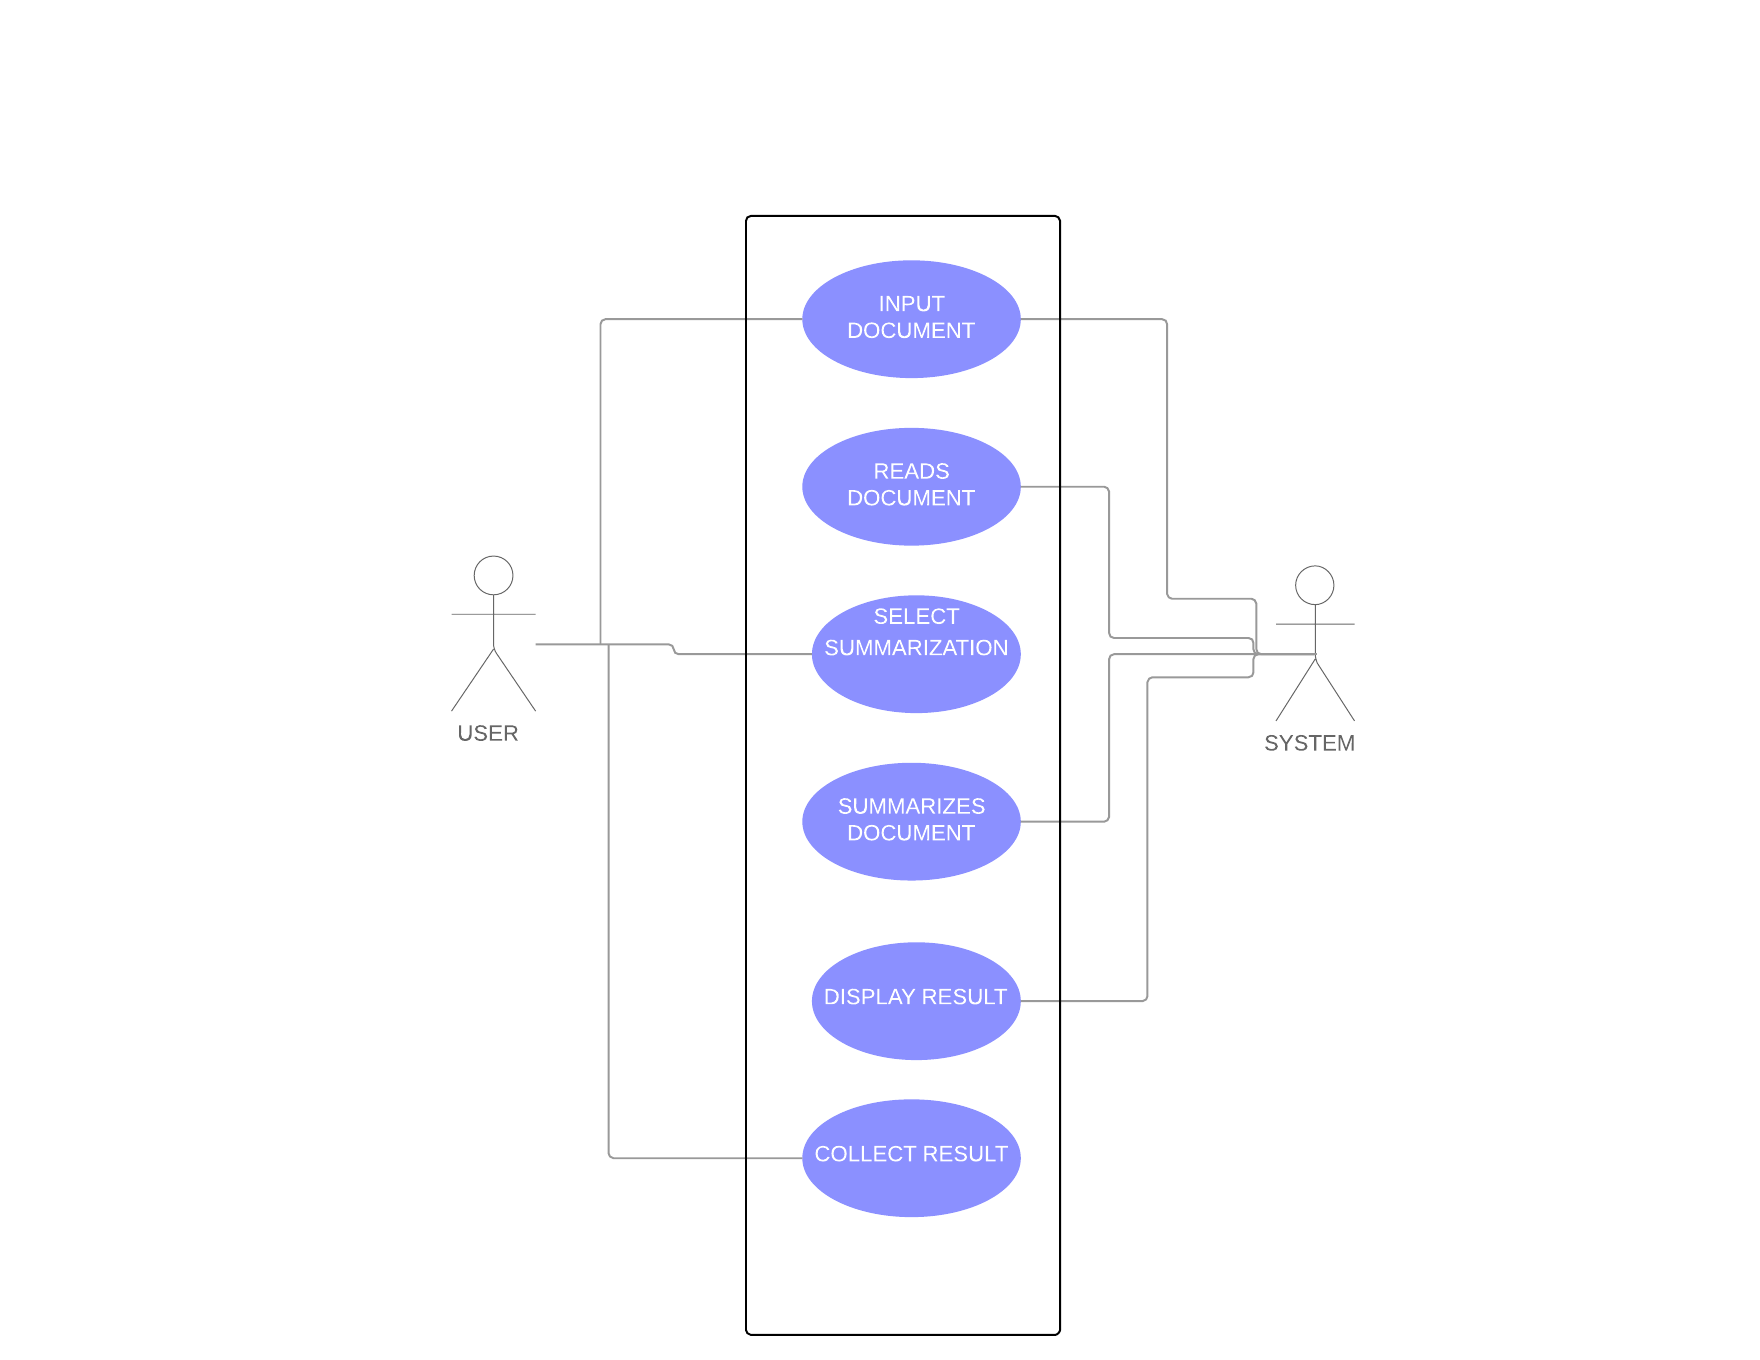 INPUT
DOCUMENT
READS
DOCUMENT
SELECT
SUMMARIZATION
USER
SYSTEM
SUMMARIZES
DOCUMENT
DISPLAY RESULT
COLLECT RESULT